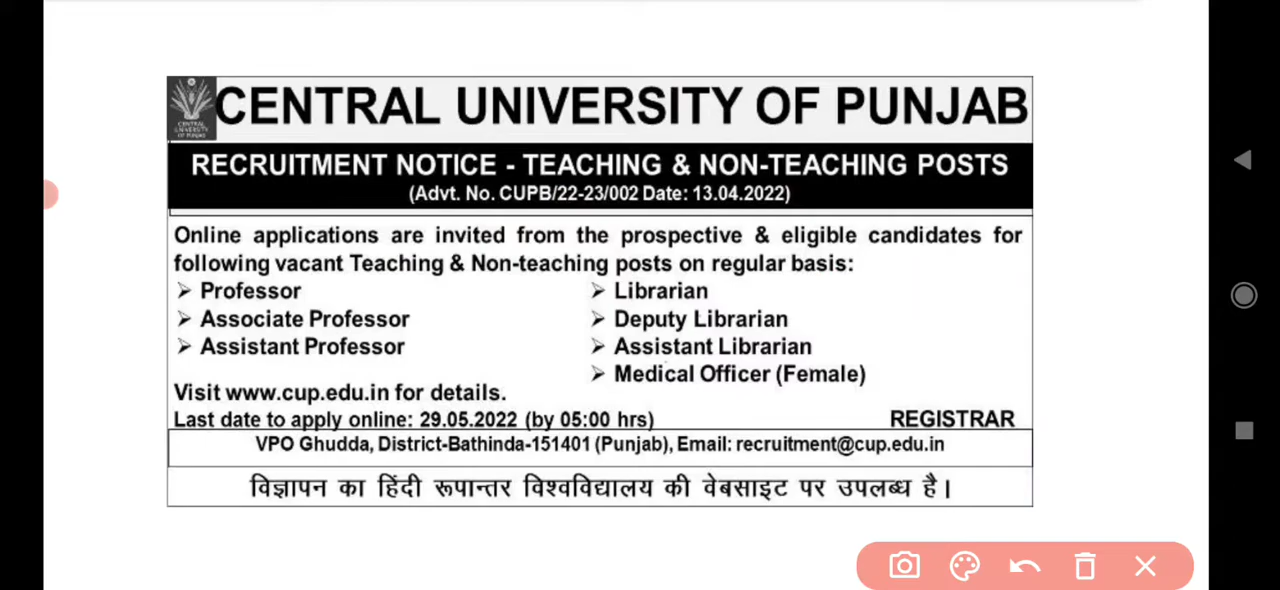 CENTRAL UNIVERSITY OF PUNJAB
CENTRAL
UNIVERSITY
OF PUNJAB
RECRUITMENT NOTICE - TEACHING & NON-TEACHING POSTS
(Advt. No. CUPB/22-23/002 Date: 13.04.2022)
Online applications are invited from the prospective & eligible candidates for
following vacant Teaching & Non-teaching posts on regular basis:
➢ Professor
➢ Associate Professor
➢ Assistant Professor
➢ Librarian
➢ Deputy Librarian
➢ Assistant Librarian
➢ Medical Officer (Female)
Visit www.cup.edu.in for details.
Last date to apply online: 29.05.2022 (by 05:00 hrs)
REGISTRAR
VPO Ghudda, District-Bathinda-151401 (Punjab), Email: recruitment@cup.edu.in
विज्ञापन का हिंदी रूपान्तर विश्वविद्यालय की वेबसाइट पर उपलब्ध है।